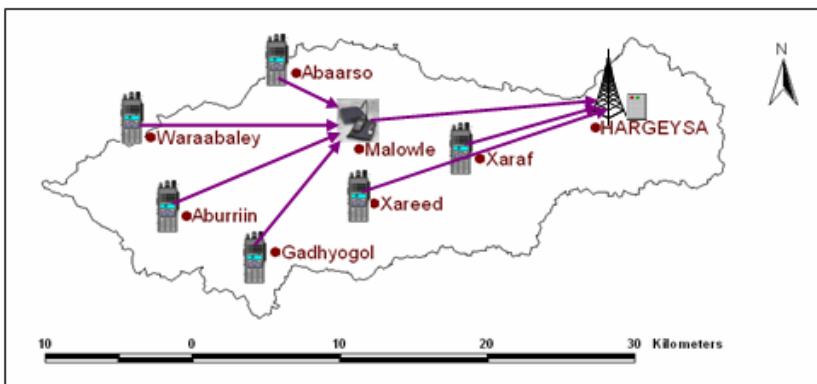 N
Abaarso
Waraabaley
Malowle
HARGEYSA
Xaraf
Xareed
Aburriin
Gadhyogol
10 0 10 20 30 Kilometers